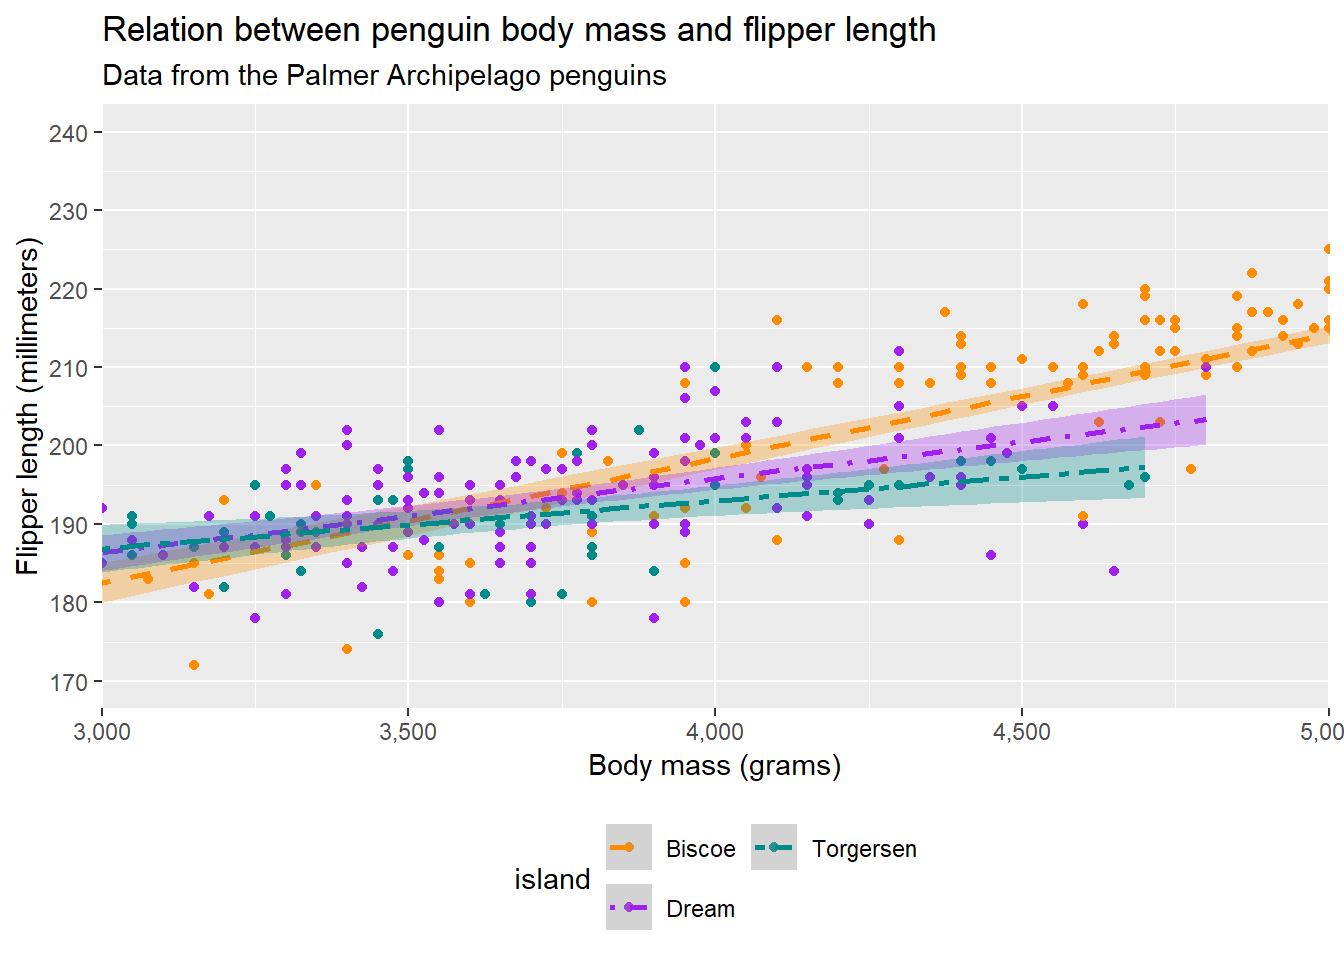 Relation between penguin body mass and flipper length
Data from the Palmer Archipelago penguins
Flipper length (millimeters)
240
230
220
210
200
190
180
170
3,000 3,500 4,000 4,500 5,00
Body mass (grams)
island
Biscoe Torgersen
Dream